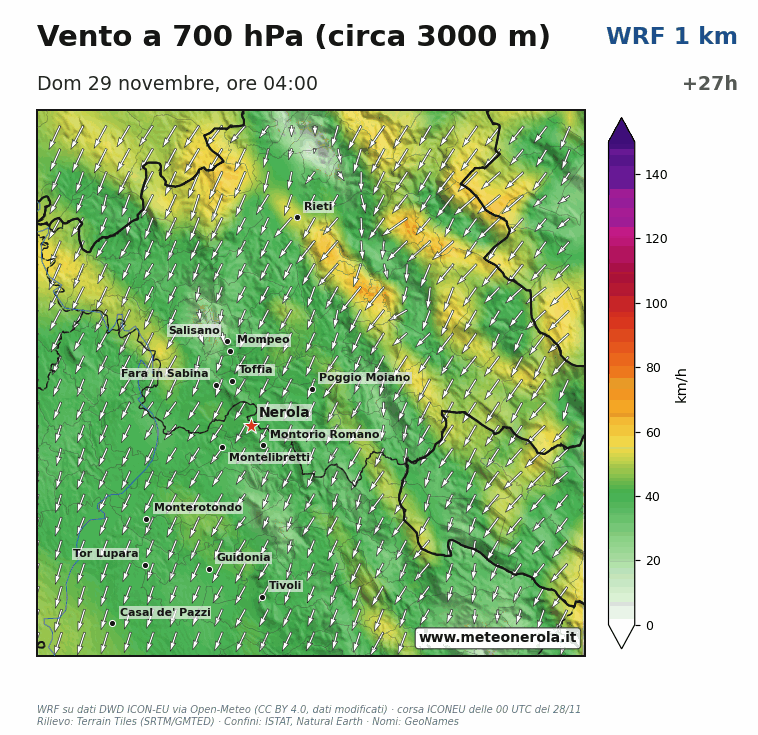 Vento a 700 hPa (circa 3000 m)
WRF 1 km
Dom 29 novembre, ore 04:00
+27h
Rieti
Salisano
Mompeo
Fara in Sabina
Toffia
Poggio Moiano
Nerola
Montorio Romano
Montelibretti
Monterotondo
Tor Lupara
Guidonia
Tivoli
Casal de' Pazzi
www.meteonerola.it
140
120
100
80
60
40
20
0
km/h
WRF su dati DWD ICON-EU via Open-Meteo (CC BY 4.0, dati modificati) · corsa ICONEU delle 00 UTC del 28/11
Rilievo: Terrain Tiles (SRTM/GMTED) · Confini: ISTAT, Natural Earth · Nomi: GeoNames